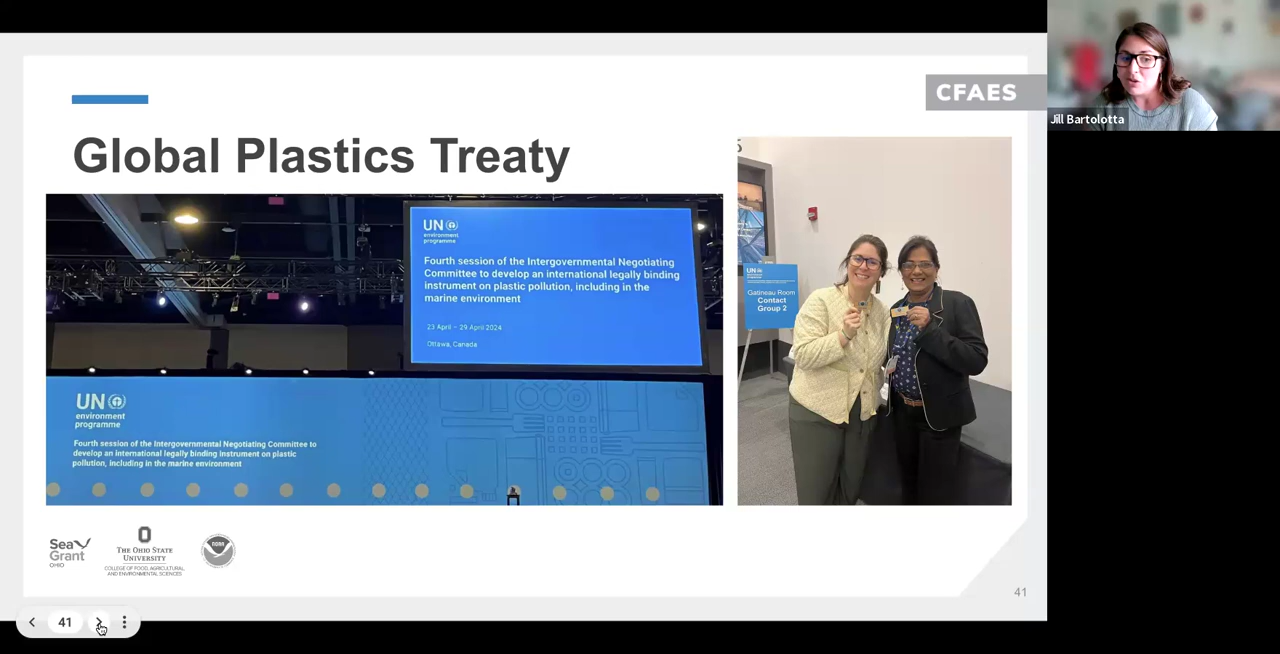 CFAES
Jill Bartolotta
Global Plastics Treaty
UN
environment
programme
Fourth session of the Intergovernmental Negotiating
Committee to develop an international legally binding
instrument on plastic pollution, including in the
marine environment
23 April – 29 April 2024
Ottawa, Canada
UN
environment
programme
Fourth session of the Intergovernmental Negotiating Committee to
develop an international legally binding instrument on plastic
pollution, including in the marine environment
UN
Gatineau Room
Contact
Group 2
Sea
Grant
OHIO
THE OHIO STATE
UNIVERSITY
COLLEGE OF FOOD, AGRICULTURAL,
AND ENVIRONMENTAL SCIENCES
NOAA
41
41